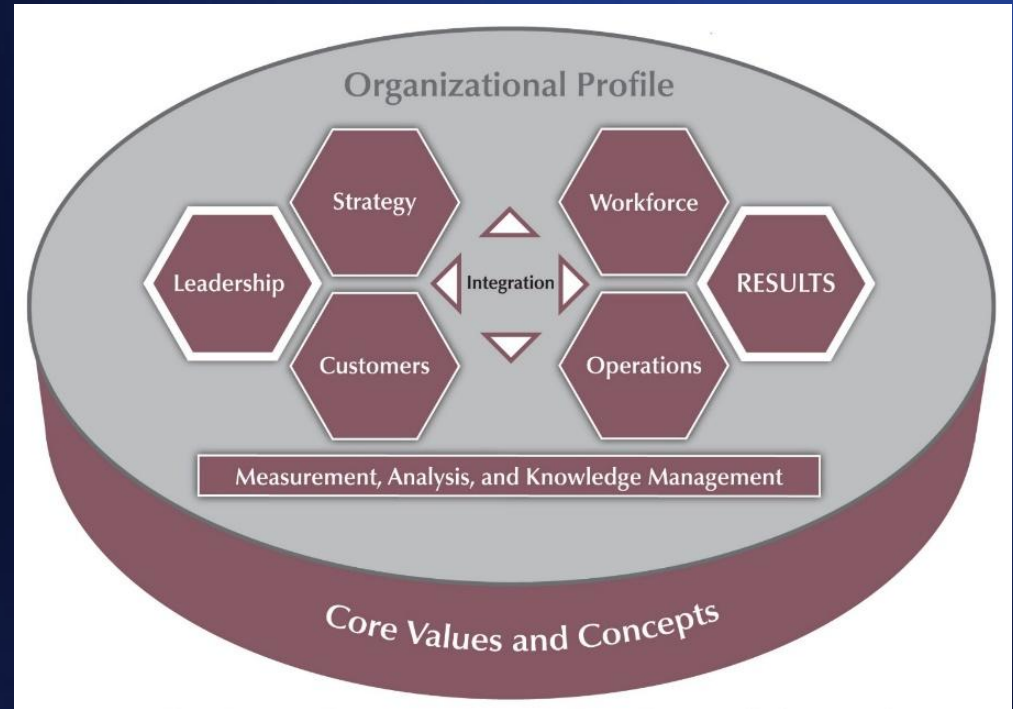 Organizational Profile
Strategy
Workforce
Leadership
Integration
RESULTS
Customers
Operations
Measurement, Analysis, and Knowledge Management
Core Values and Concepts